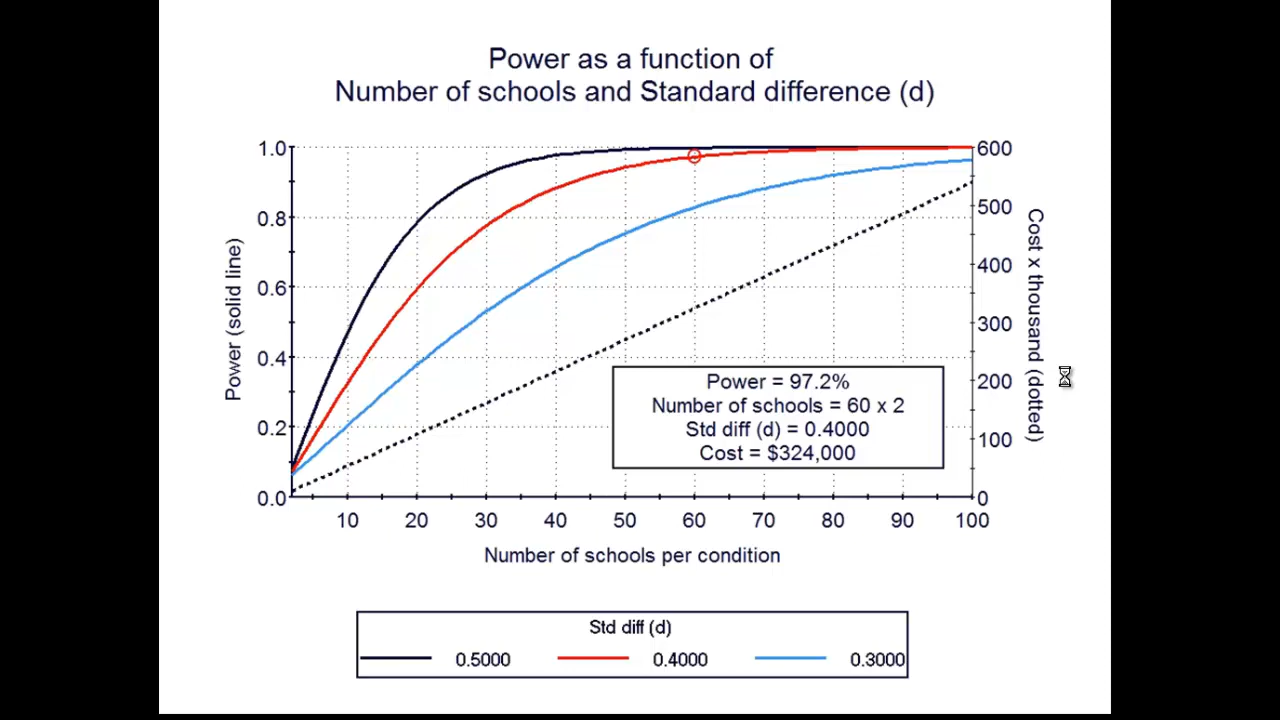 Power as a function of
Number of schools and Standard difference (d)
1.0
0.8
0.6
0.4
0.2
0.0
Power (solid line)
600
500
400
300
200
100
0
Cost x thousand (dotted)
Power = 97.2%
Number of schools = 60 x 2
Std diff (d) = 0.4000
Cost = $324,000
10 20 30 40 50 60 70 80 90 100
Number of schools per condition
Std diff (d)
0.5000 0.4000 0.3000